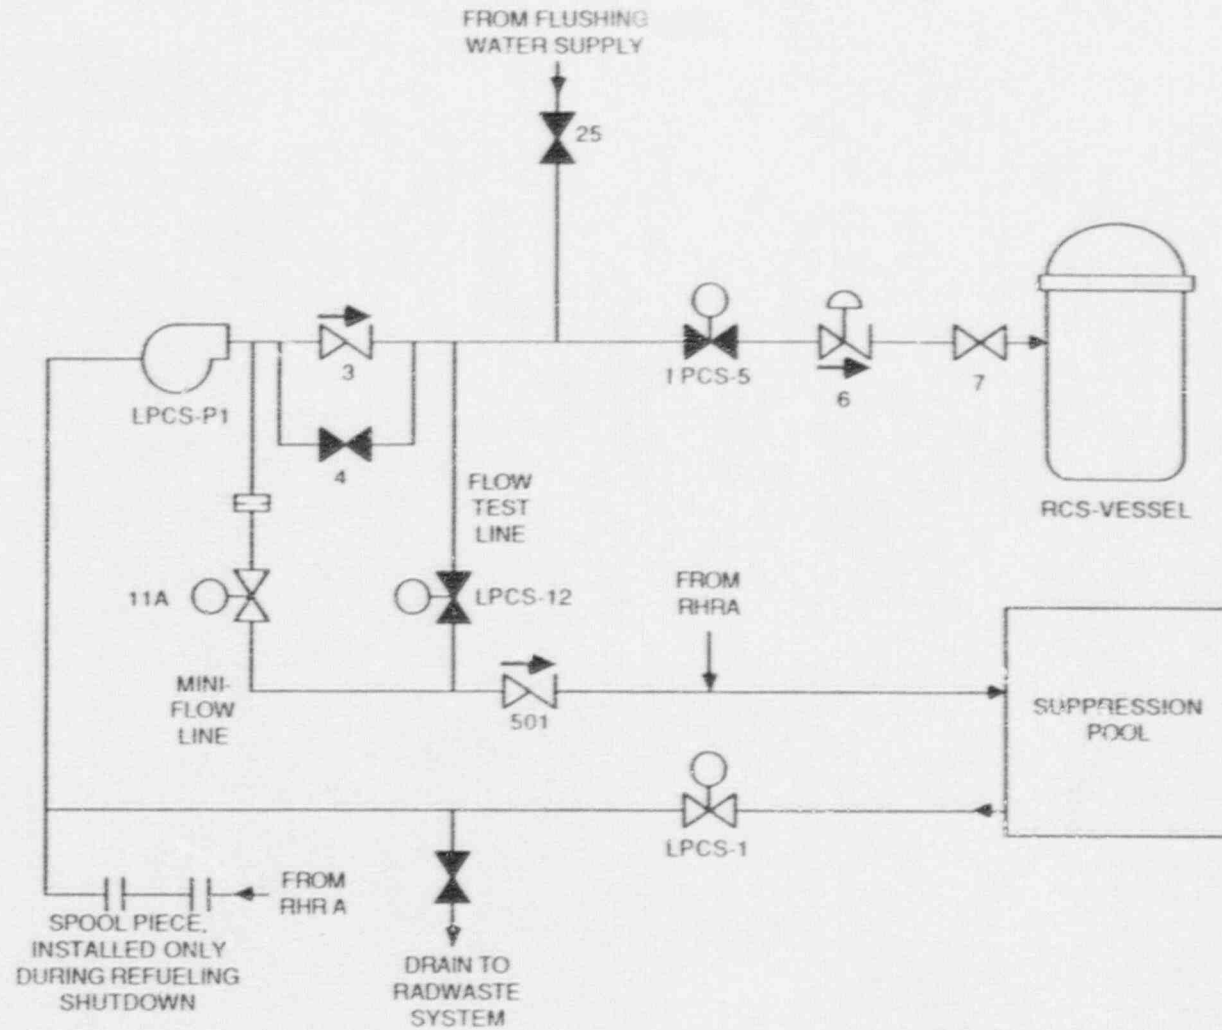 FROM FLUSHING
WATER SUPPLY
25
3
LPCS-P1
4
1 PCS-5
6
7
FLOW
TEST
LINE
RCS-VESSEL
11A
LPCS-12
FROM
RHRA
MINI-
FLOW
LINE
501
SUPPRESSION
POOL
LPCS-1
FROM
RHR A
SPOOL PIECE,
INSTALLED ONLY
DURING REFUELING
SHUTDOWN
DRAIN TO
RADWASTE
SYSTEM